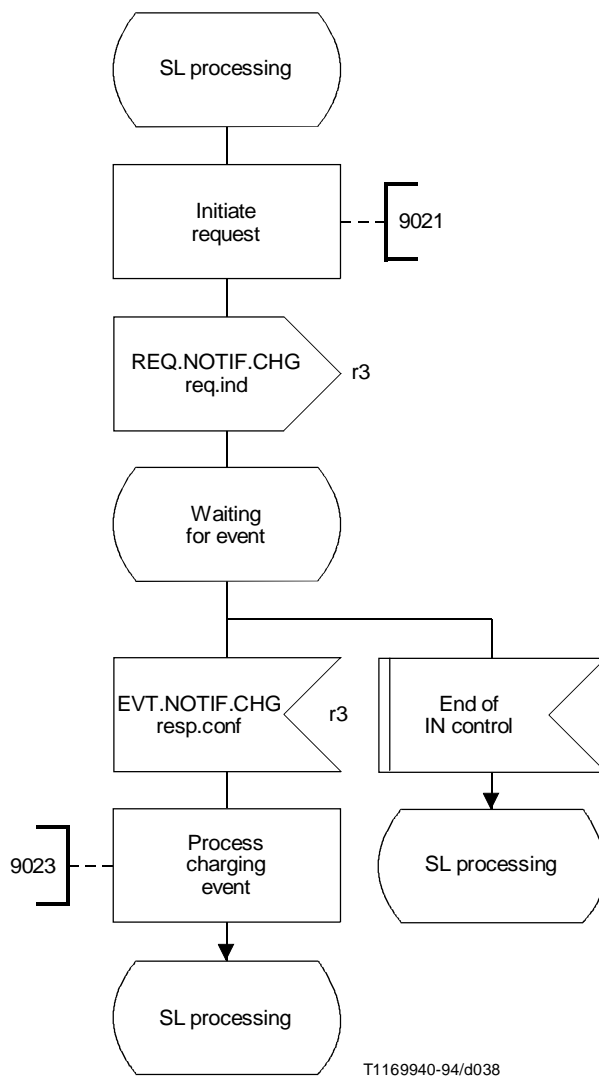 SL processing
Initiate
request
9021
REQ.NOTIF.CHG
req.ind
r3
Waiting
for event
EVT.NOTIF.CHG
resp.conf
r3
End of
IN control
9023
Process
charging
event
SL processing
SL processing
T1169940-94/d038